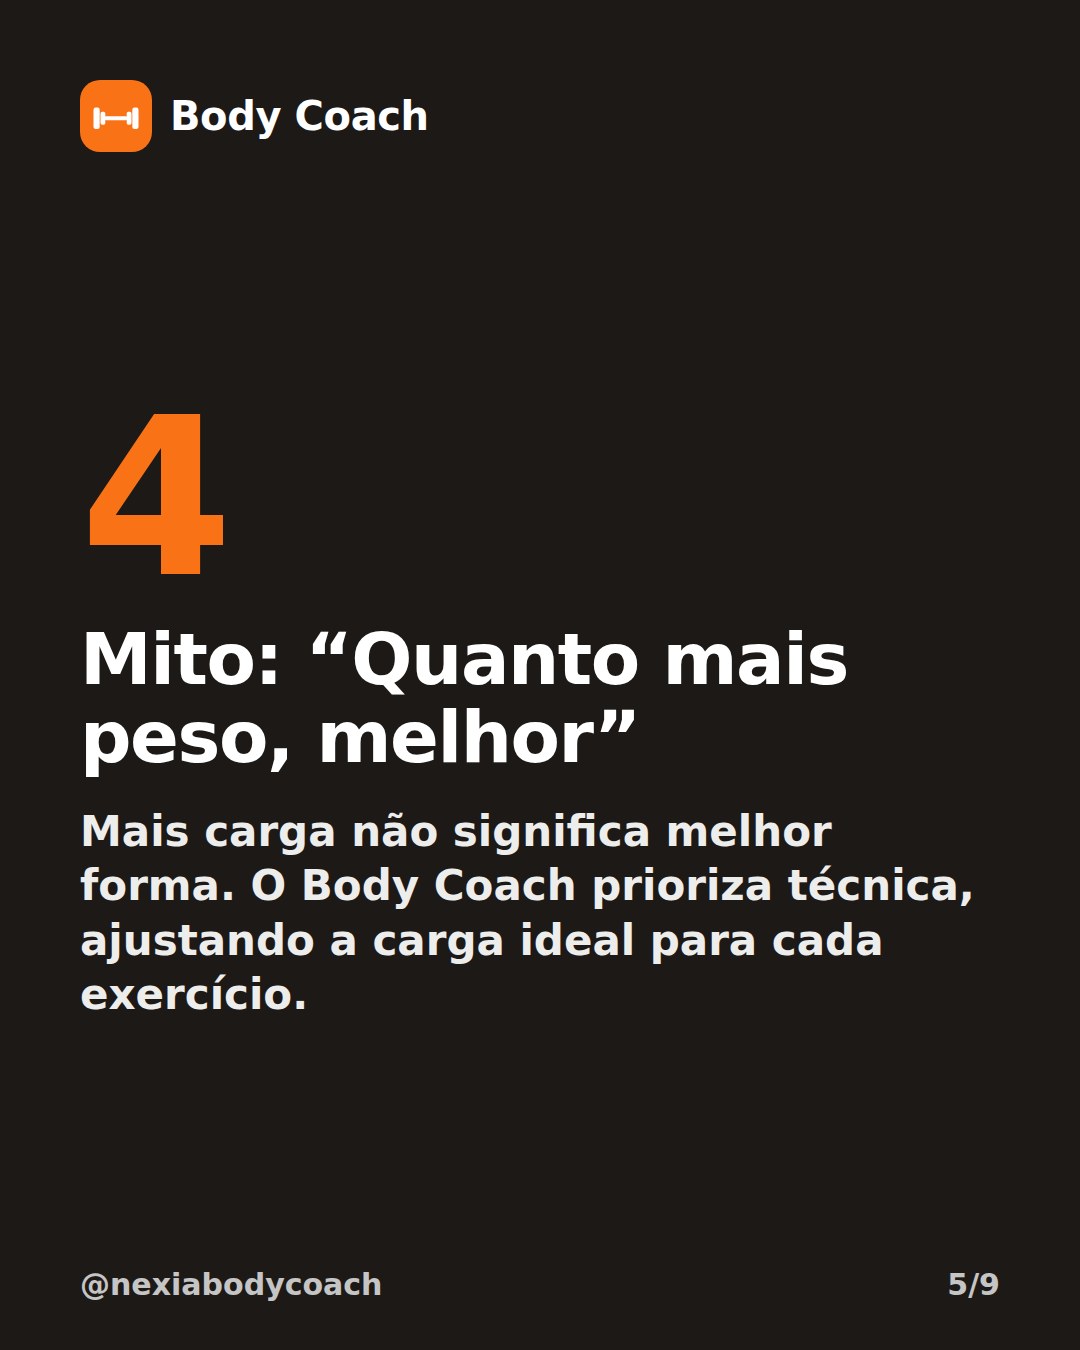 Body Coach
4
Mito: “Quanto mais
peso, melhor”
Mais carga não significa melhor
forma. O Body Coach prioriza técnica,
ajustando a carga ideal para cada
exercício.
@nexiabodycoach
5/9